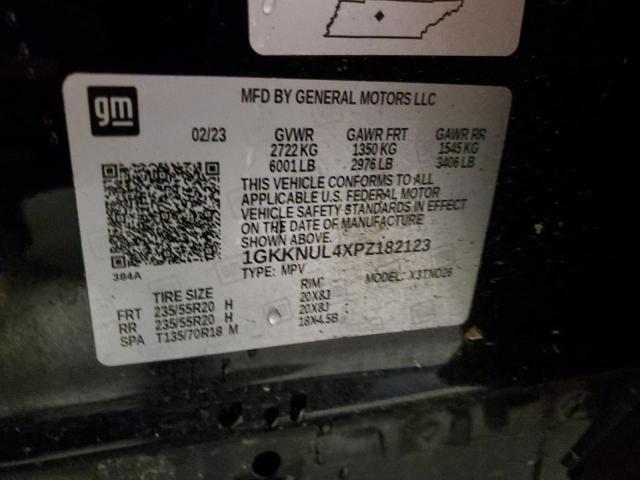 gm
MFD BY GENERAL MOTORS LLC
02/23 GVWR GAWR FRT GAWR RR
2722 KG 1350 KG 1545 KG
6001 LB 2976 LB 3406 LB
THIS VEHICLE CONFORMS TO ALL
APPLICABLE U.S. FEDERAL MOTOR
VEHICLE SAFETY STANDARDS IN EFFECT
ON THE DATE OF MANUFACTURE
SHOWN ABOVE.
1GKKNUL4XPZ182123
384A
TYPE: MPV MODEL: X3TND26
TIRE SIZE RIM
FRT 235/55R20 H 20X8J
RR 235/55R20 H 20X8J
SPA T135/70R18 M 18X4.5B